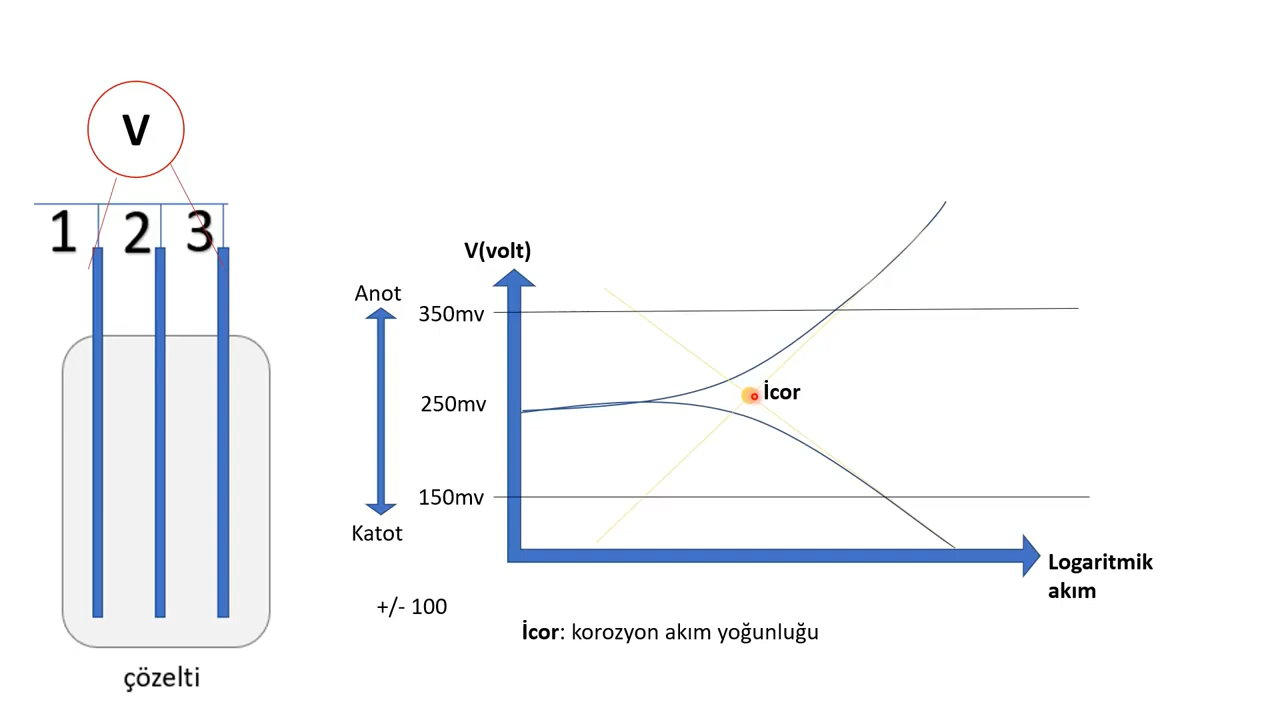 V
1 2 3
çözelti
V(volt)
Anot
350mv
250mv
150mv
Katot
İcor
Logaritmik
akım
+/- 100
İcor: korozyon akım yoğunluğu